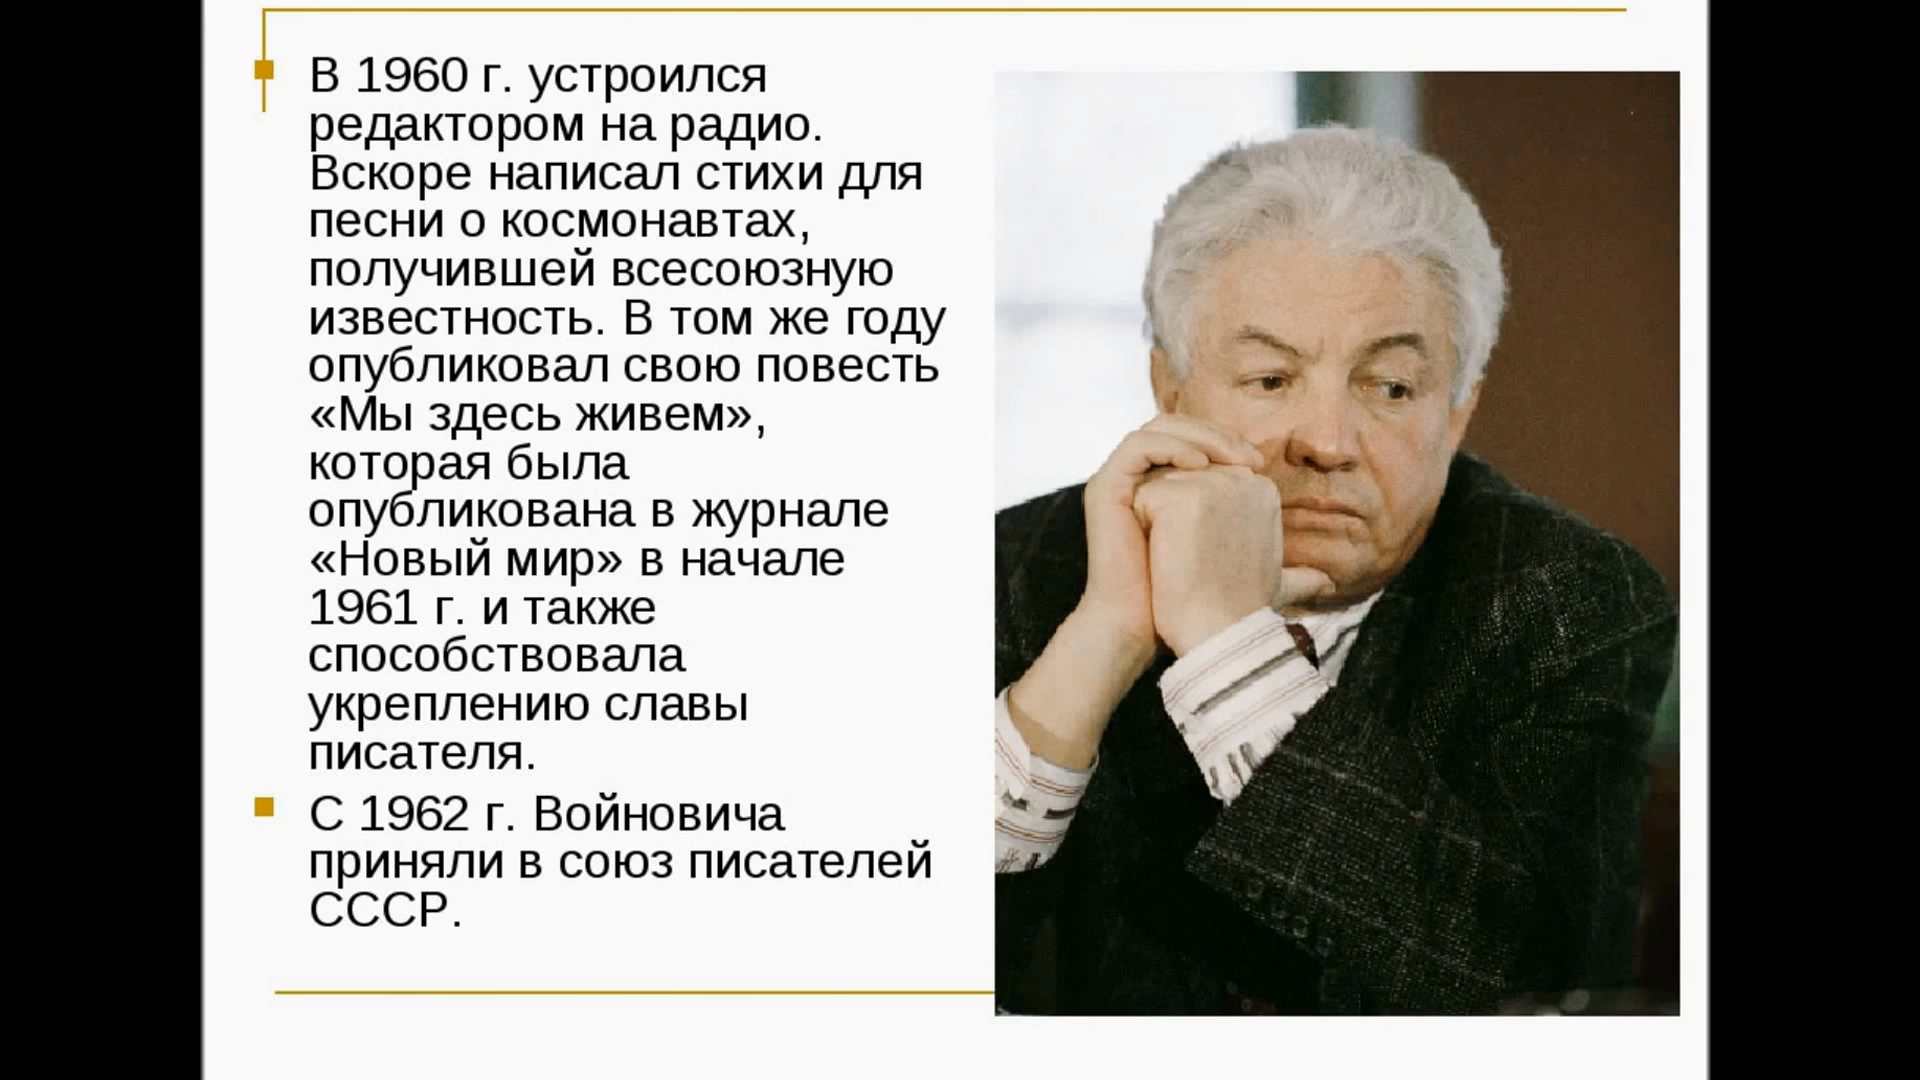 В 1960 г. устроился
редактором на радио.
Вскоре написал стихи для
песни о космонавтах,
получившей всесоюзную
известность. В том же году
опубликовал свою повесть
«Мы здесь живем»,
которая была
опубликована в журнале
«Новый мир» в начале
1961 г. и также
способствовала
укреплению славы
писателя.
С 1962 г. Войновича
приняли в союз писателей
СССР.